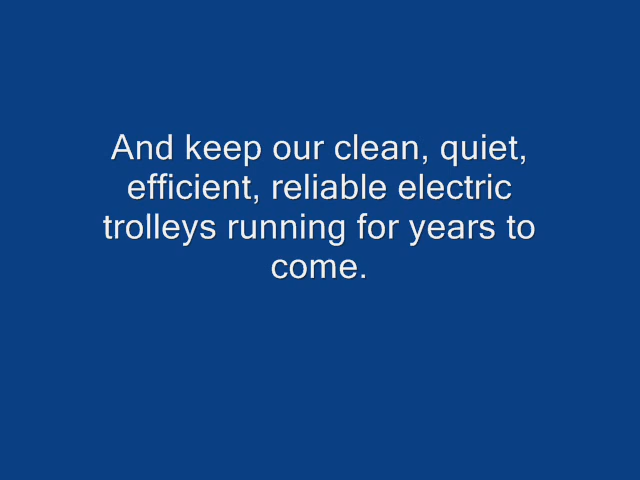 And keep our clean, quiet,
efficient, reliable electric
trolleys running for years to
come.